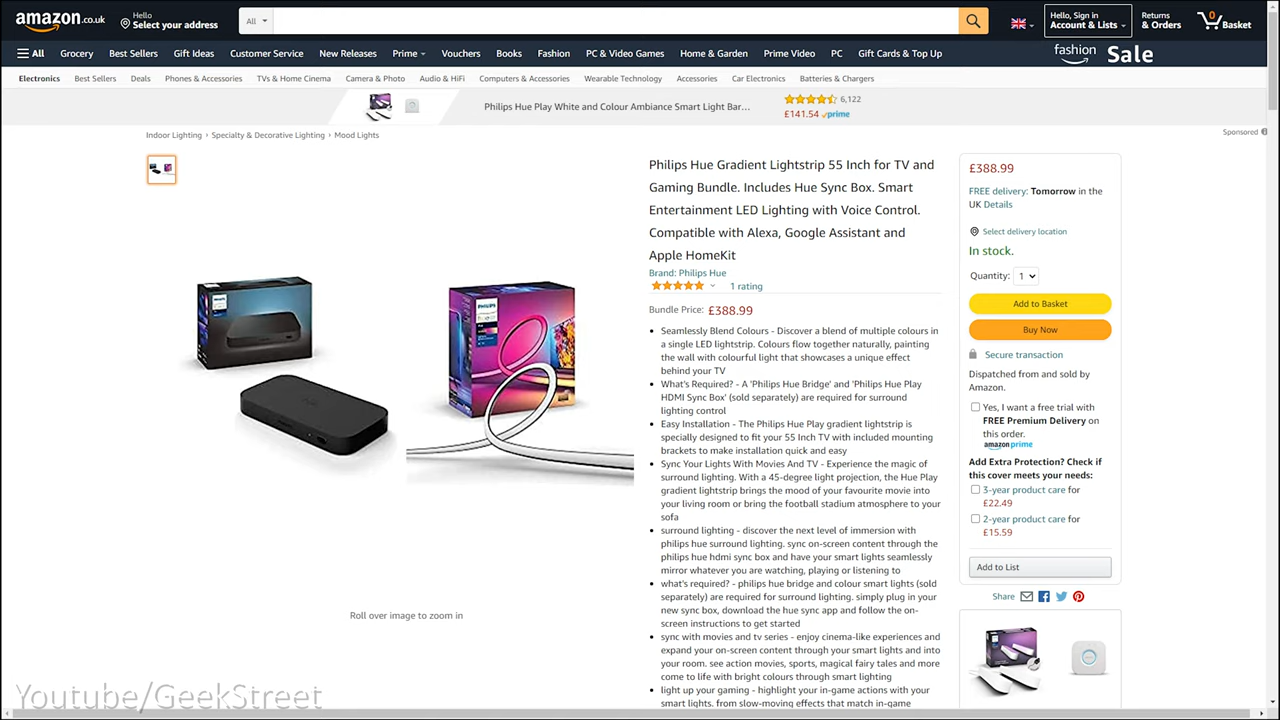 amazon.co.uk
Hello
Select your address
All
Hello, Sign in
Account & Lists
Returns
& Orders
0
Basket
All
Grocery
Best Sellers
Gift Ideas
Customer Service
New Releases
Prime
Vouchers
Books
Fashion
PC & Video Games
Home & Garden
Prime Video
PC
Gift Cards & Top Up
fashion Sale
Electronics
Best Sellers
Deals
Phones & Accessories
TVs & Home Cinema
Camera & Photo
Audio & HiFi
Computers & Accessories
Wearable Technology
Accessories
Car Electronics
Batteries & Chargers
Philips Hue Play White and Colour Ambiance Smart Light Bar...
6,122
£141.54 prime
Sponsored
Indoor Lighting › Specialty & Decorative Lighting › Mood Lights
Philips Hue Gradient Lightstrip 55 Inch for TV and
Gaming Bundle. Includes Hue Sync Box. Smart
Entertainment LED Lighting with Voice Control.
Compatible with Alexa, Google Assistant and
Apple HomeKit
Brand: Philips Hue
1 rating
Bundle Price: £388.99
• Seamlessly Blend Colours - Discover a blend of multiple colours in
a single LED lightstrip. Colours flow together naturally, painting
the wall with colourful light that showcases a unique effect
behind your TV
• What's Required? - A 'Philips Hue Bridge' and 'Philips Hue Play
HDMI Sync Box' (sold separately) are required for surround
lighting control
• Easy Installation - The Philips Hue Play gradient lightstrip is
specially designed to fit your 55 Inch TV with included mounting
brackets to make installation quick and easy
• Sync Your Lights With Movies And TV - Experience the magic of
surround lighting. With a 45-degree light projection, the Hue Play
gradient lightstrip brings the mood of your favourite movie into
your living room or bring the football stadium atmosphere to your
sofa
• surround lighting - discover the next level of immersion with
philips hue surround lighting. sync on-screen content through the
philips hue hdmi sync box and have your smart lights seamlessly
mirror whatever you are watching, playing or listening to
• what's required? - philips hue bridge and colour smart lights (sold
separately) are required for surround lighting. simply plug in your
new sync box, download the hue sync app and follow the on-
screen instructions to get started
• sync with movies and tv series - enjoy cinema-like experiences and
expand your on-screen content through your smart lights and into
your room. see action movies, sports, magical fairy tales and more
come to life with bright colours through smart lighting
• light up your gaming - highlight your in-game actions with your
smart lights. from slow-moving effects that match in-game
£388.99
FREE delivery: Tomorrow in the
UK Details
Select delivery location
In stock.
Quantity: 1
Add to Basket
Buy Now
Secure transaction
Dispatched from and sold by
Amazon.
Yes, I want a free trial with
FREE Premium Delivery on
this order.
amazon prime
Add Extra Protection? Check if
this cover meets your needs:
3-year product care for
£22.49
2-year product care for
£15.59
Add to List
Share
PHILIPS
Roll over image to zoom in
Youtube/GeekStreet